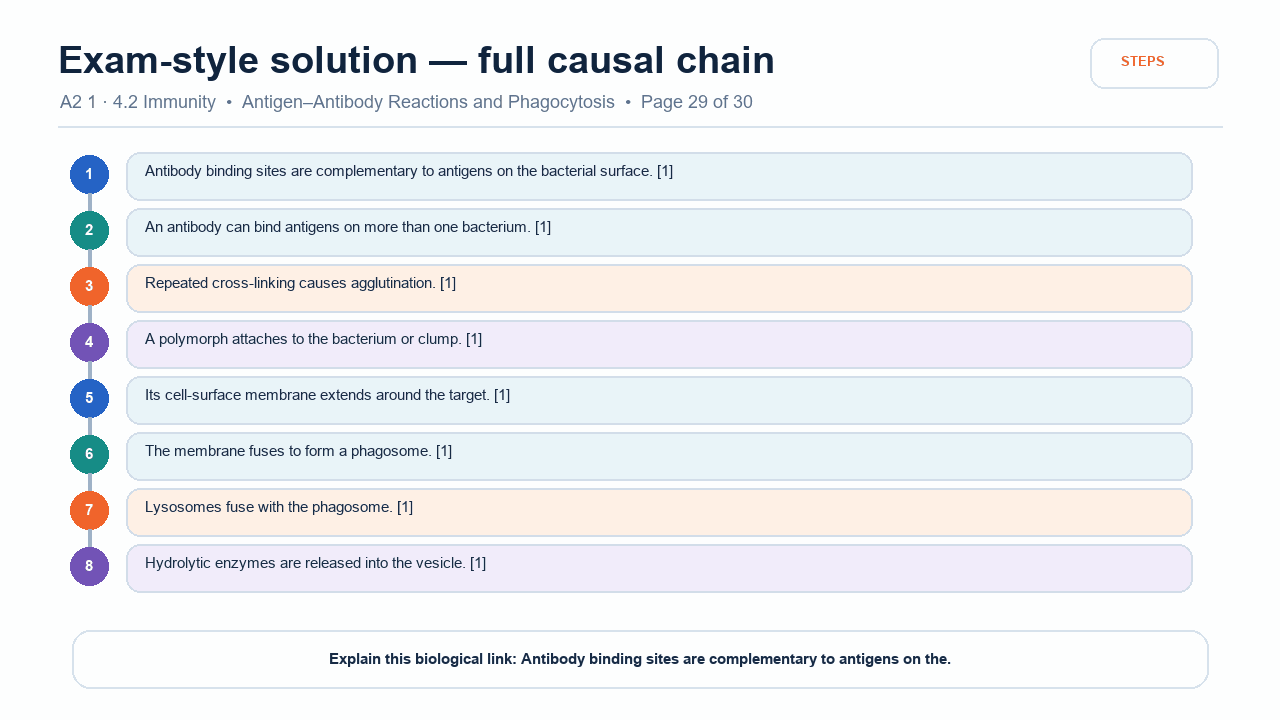 Exam-style solution — full causal chain
STEPS
A2 1 · 4.2 Immunity • Antigen–Antibody Reactions and Phagocytosis • Page 29 of 30
1 Antibody binding sites are complementary to antigens on the bacterial surface. [1]
2 An antibody can bind antigens on more than one bacterium. [1]
3 Repeated cross-linking causes agglutination. [1]
4 A polymorph attaches to the bacterium or clump. [1]
5 Its cell-surface membrane extends around the target. [1]
6 The membrane fuses to form a phagosome. [1]
7 Lysosomes fuse with the phagosome. [1]
8 Hydrolytic enzymes are released into the vesicle. [1]
Explain this biological link: Antibody binding sites are complementary to antigens on the.